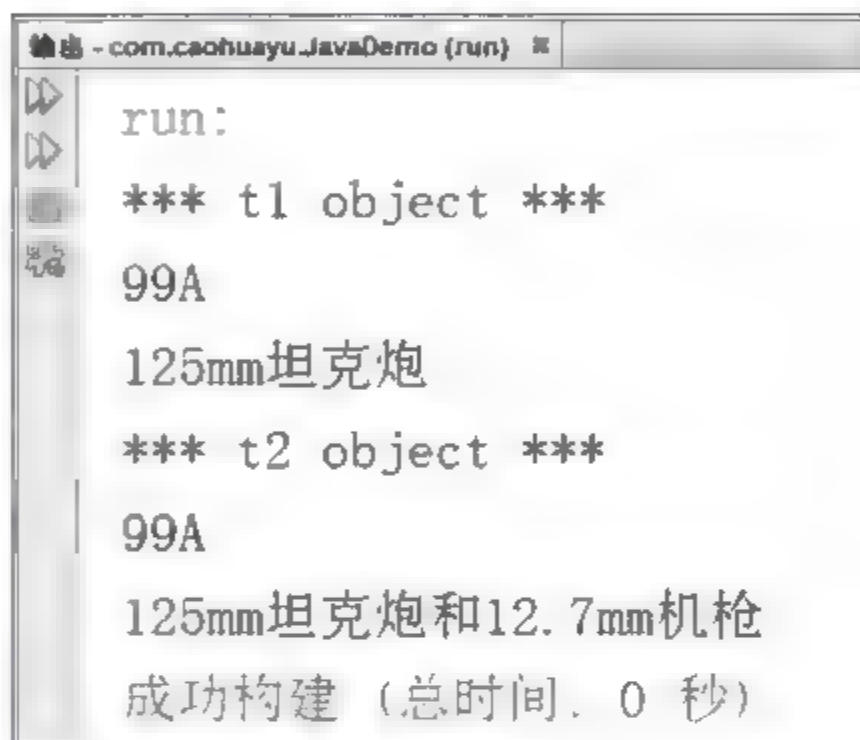 输出 - com.caohuayu.JavaDemo (run)
run:
*** t1 object ***
99A
125mm坦克炮
*** t2 object ***
99A
125mm坦克炮和12.7mm机枪
成功构建 (总时间: 0 秒)